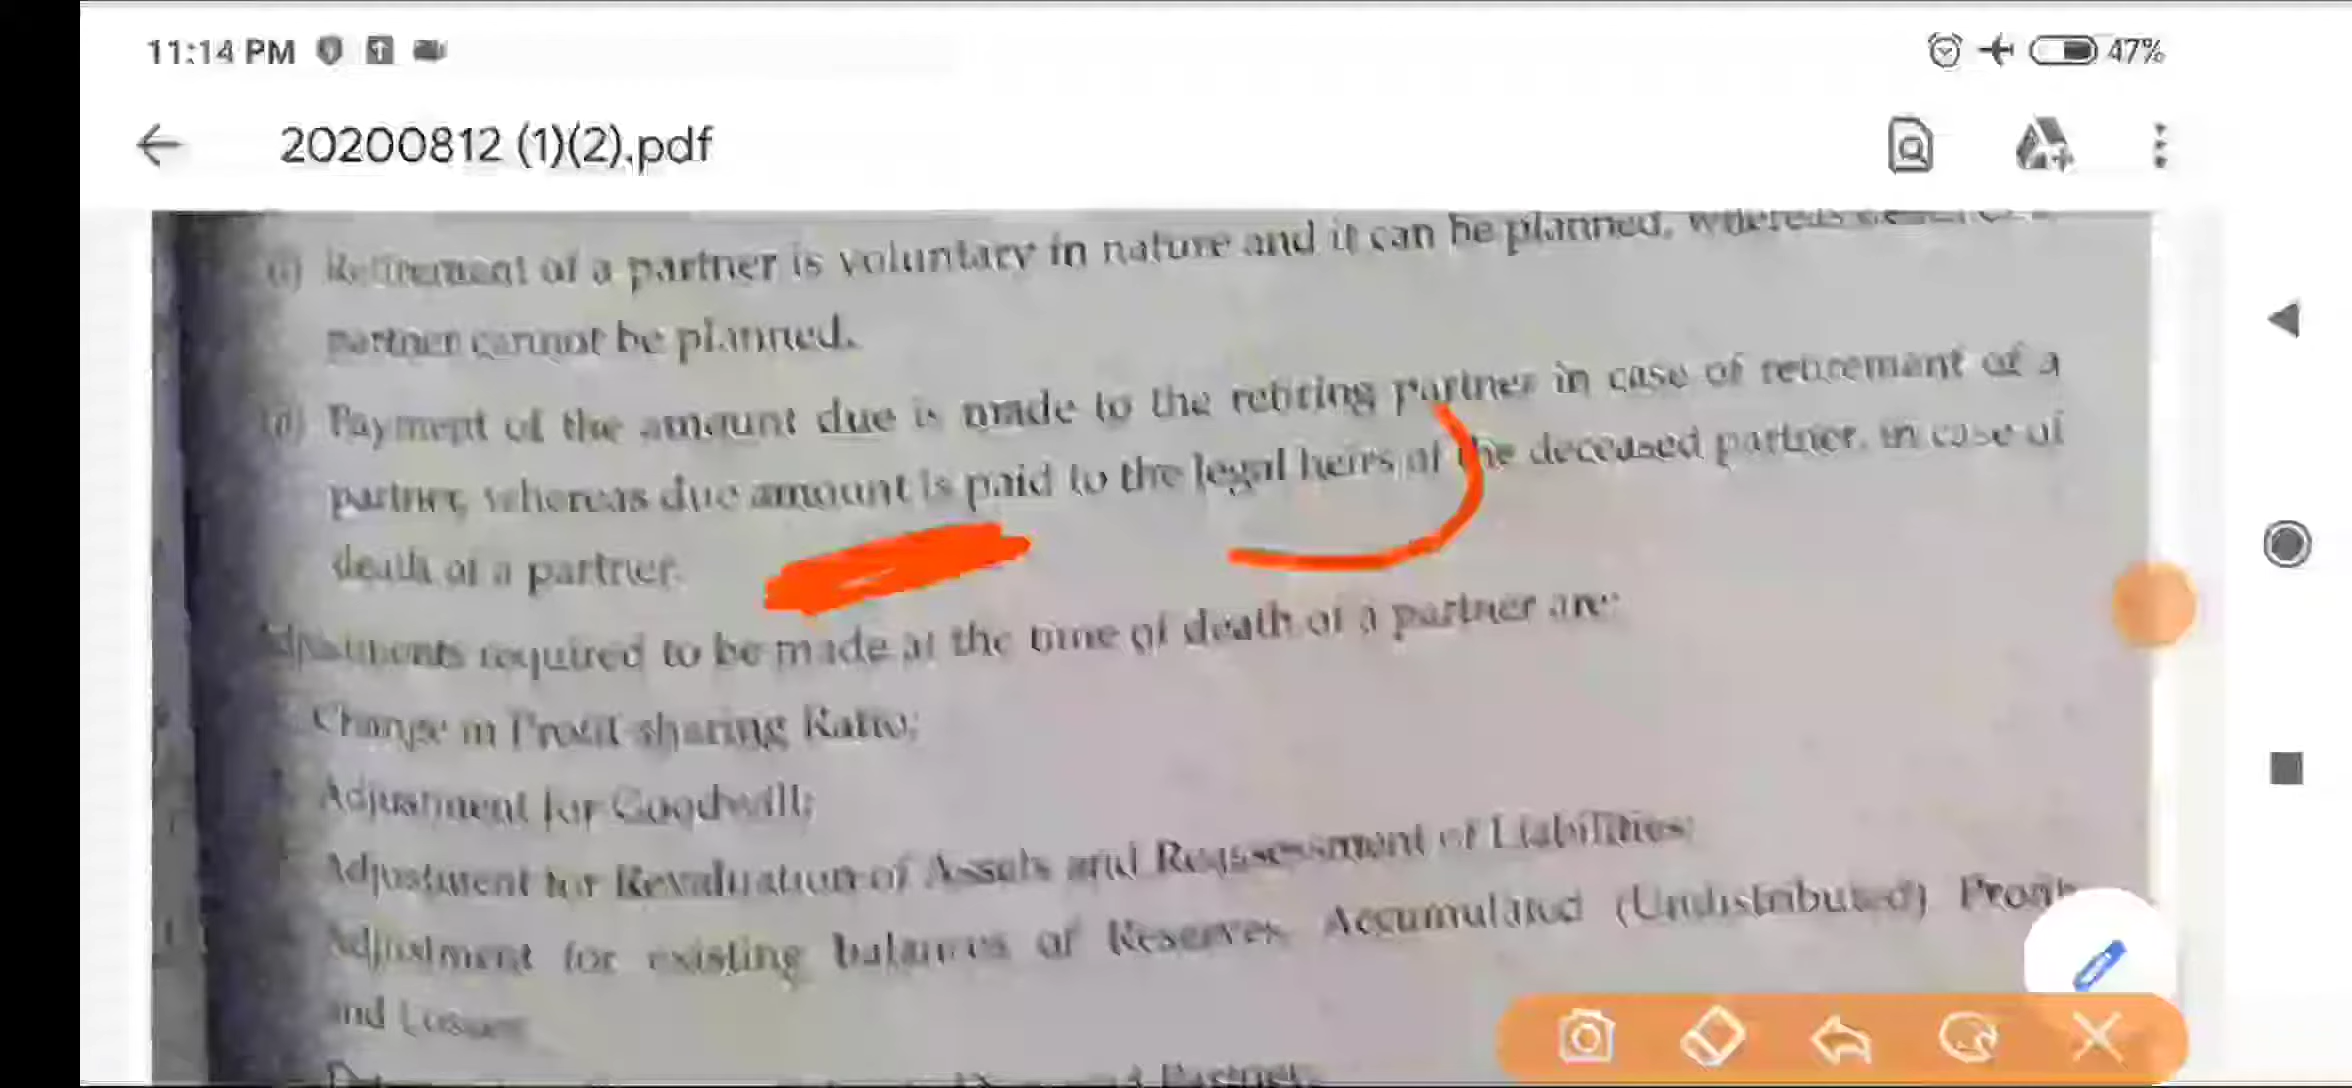 11:14 PM
47%
20200812 (1)(2).pdf
(i) Retirement of a partner is voluntary in nature and it can be planned, whereas
partner cannot be planned.
(ii) Payment of the amount due is made to the retiring partner in case of retirement of a
partner, whereas due amount is paid to the legal heirs of the deceased partner, in case of
death of a partner.
Adjustments required to be made at the time of death of a partner are:
Change in Profit-sharing Ratio;
Adjustment for Goodwill;
Adjustment for Revaluation of Assets and Reassessment of Liabilities;
Adjustment for existing balances of Reserves, Accumulated (Undistributed) Profits
and Losses
Partner